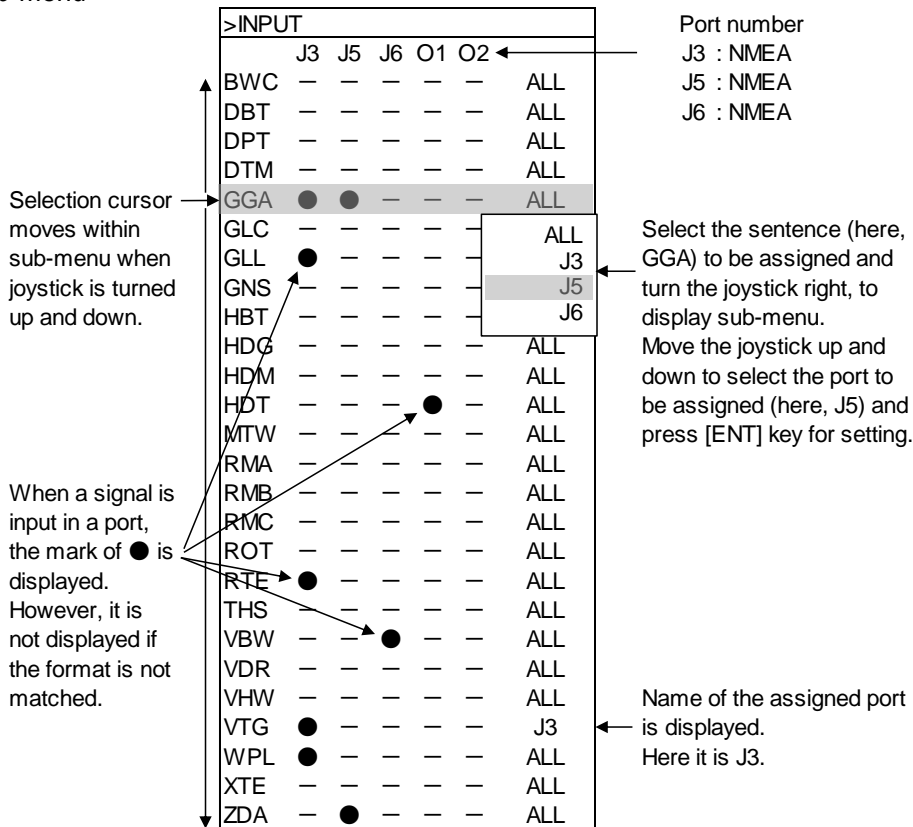 menu
>INPUT
J3 J5 J6 O1 O2
BWC – – – – – ALL
DBT – – – – – ALL
DPT – – – – – ALL
DTM – – – – – ALL
GGA ● ● – – – ALL
GLC – – – – –
GLL ● – – – –
GNS – – – – –
HBT – – – – –
HDG – – – – – ALL
HDM – – – – – ALL
HDT – – – ● – ALL
MTW – – – – – ALL
RMA – – – – – ALL
RMB – – – – – ALL
RMC – – – – – ALL
ROT – – – – – ALL
RTE ● – – – – ALL
THS – – – – – ALL
VBW – – ● – – ALL
VDR – – – – – ALL
VHW – – – – – ALL
VTG ● – – – – J3
WPL ● – – – – ALL
XTE – – – – – ALL
ZDA – ● – – – ALL
ALL
J3
J5
J6
Port number
J3 : NMEA
J5 : NMEA
J6 : NMEA
Selection cursor
moves within
sub-menu when
joystick is turned
up and down.
When a signal is
input in a port,
the mark of ● is
displayed.
However, it is
not displayed if
the format is not
matched.
Select the sentence (here,
GGA) to be assigned and
turn the joystick right, to
display sub-menu.
Move the joystick up and
down to select the port to
be assigned (here, J5) and
press [ENT] key for setting.
Name of the assigned port
is displayed.
Here it is J3.